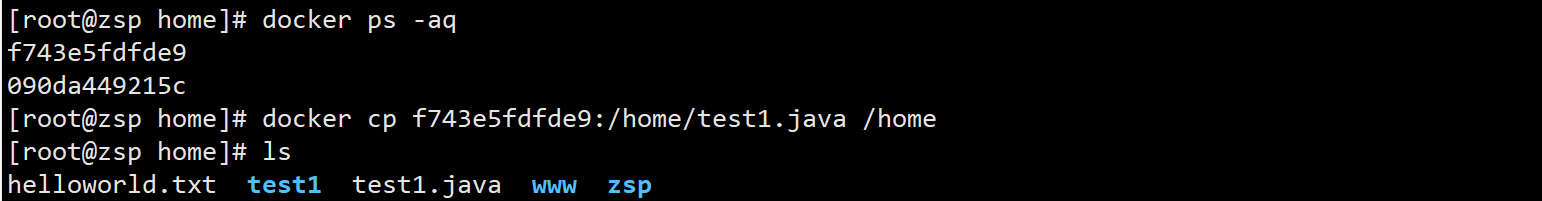 [root@zsp home]# docker ps -aq
f743e5fdfde9
090da449215c
[root@zsp home]# docker cp f743e5fdfde9:/home/test1.java /home
[root@zsp home]# ls
helloworld.txt  test1  test1.java  www  zsp